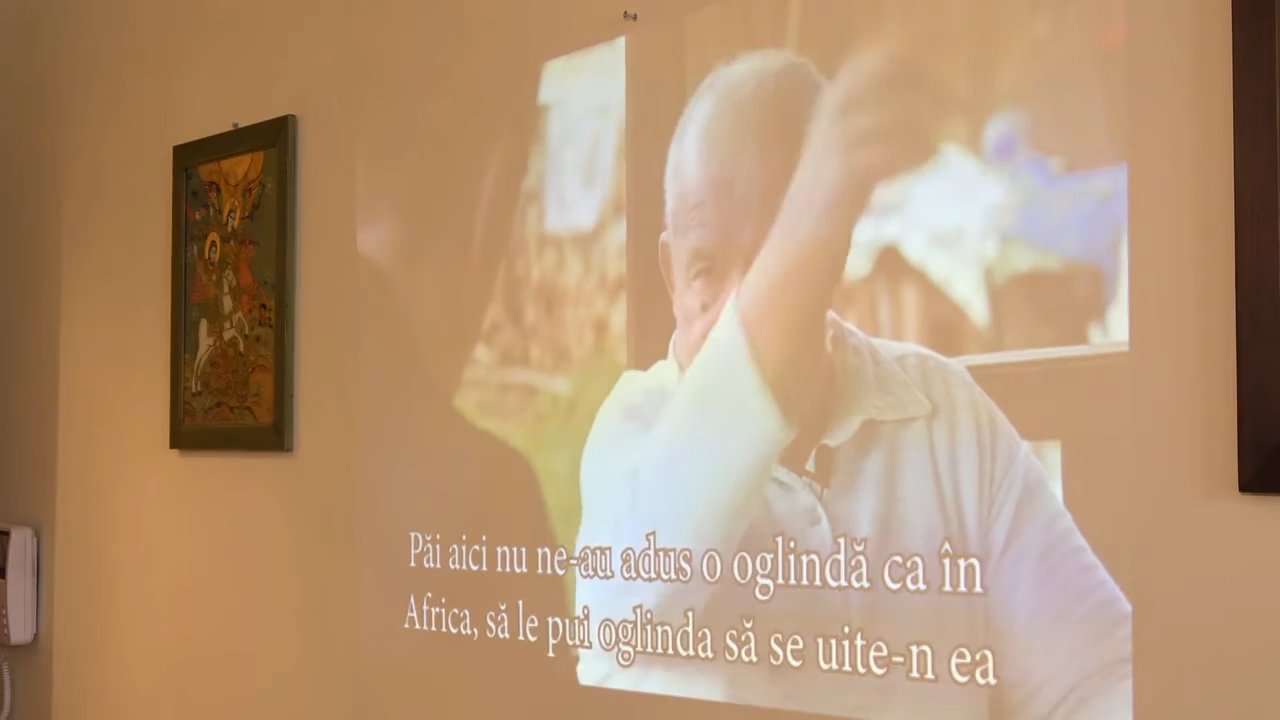 Păi aici nu ne-au adus o oglindă ca în
Africa, să le pui oglinda să se uite-n ea